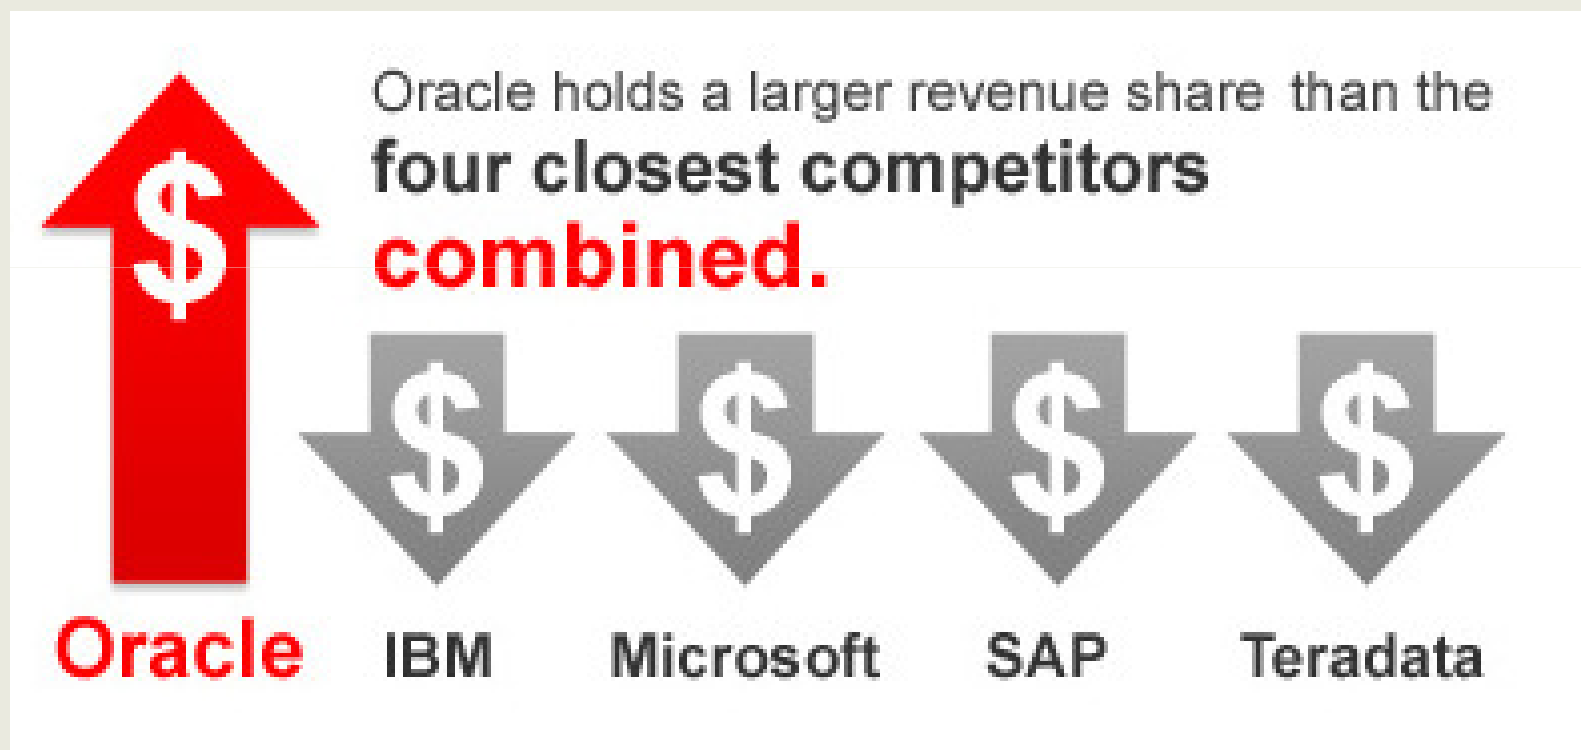 Oracle holds a larger revenue share than the
four closest competitors
combined.
$
$ $ $ $
Oracle IBM Microsoft SAP Teradata